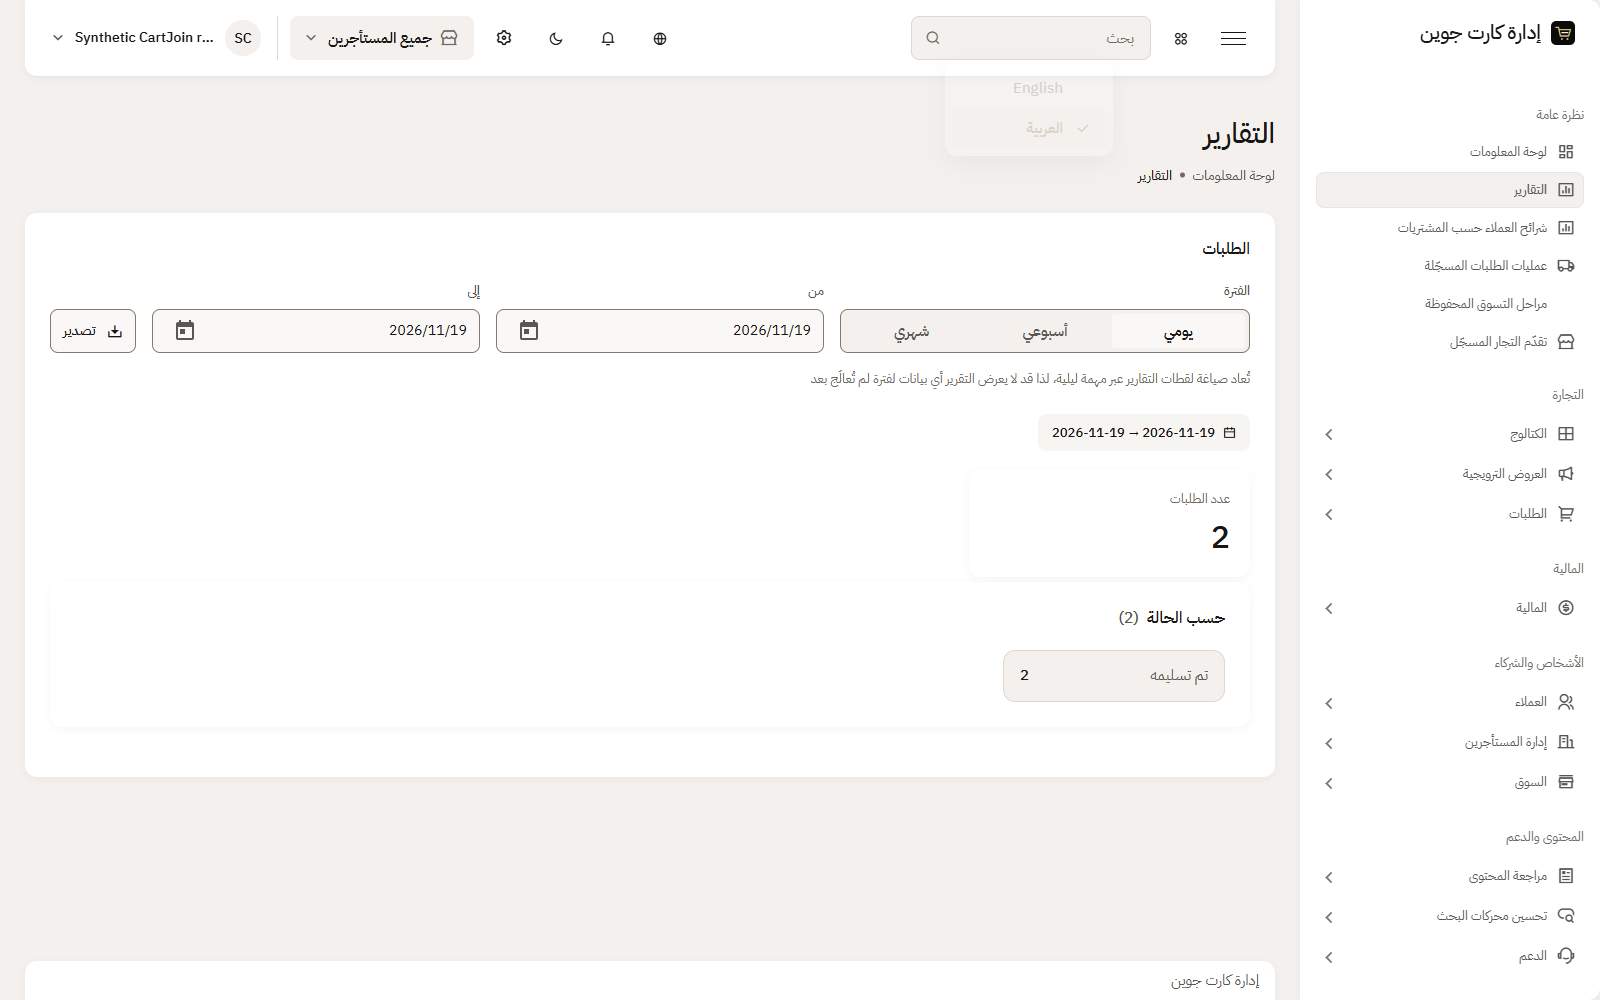 إدارة كارت جوين
نظرة عامة
لوحة المعلومات
التقارير
شرائح العملاء حسب المشتريات
عمليات الطلبات المسجّلة
مراحل التسوق المحفوظة
تقدّم التجار المسجّل
التجارة
الكتالوج
العروض الترويجية
الطلبات
المالية
المالية
الأشخاص والشركاء
العملاء
إدارة المستأجرين
السوق
المحتوى والدعم
مراجعة المحتوى
تحسين محركات البحث
الدعم
بحث
جميع المستأجرين
SC
Synthetic CartJoin r...
English
العربية
التقارير
لوحة المعلومات • التقارير
الطلبات
الفترة
من
إلى
يومي
أسبوعي
شهري
2026/11/19
2026/11/19
تصدير
تُعاد صياغة لقطات التقارير عبر مهمة ليلية، لذا قد لا يعرض التقرير أي بيانات لفترة لم تُعالَج بعد
2026-11-19 → 2026-11-19
عدد الطلبات
2
حسب الحالة (2)
تم تسليمه
2
إدارة كارت جوين